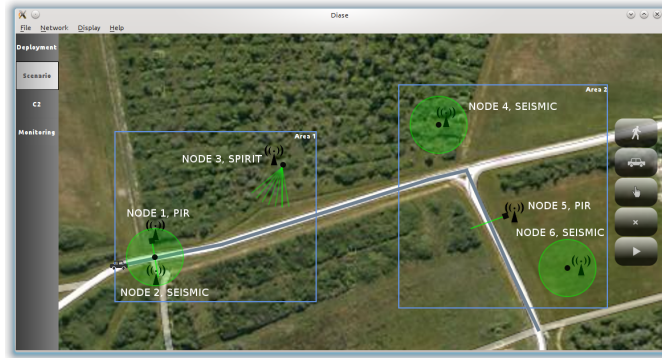 Diase
File Network Display Help
Deployment
Scenario
C2
Monitoring
Area 1
Area 2
NODE 4, SEISMIC
NODE 3, SPIRIT
NODE 1, PIR
NODE 5, PIR
NODE 6, SEISMIC
NODE 2, SEISMIC